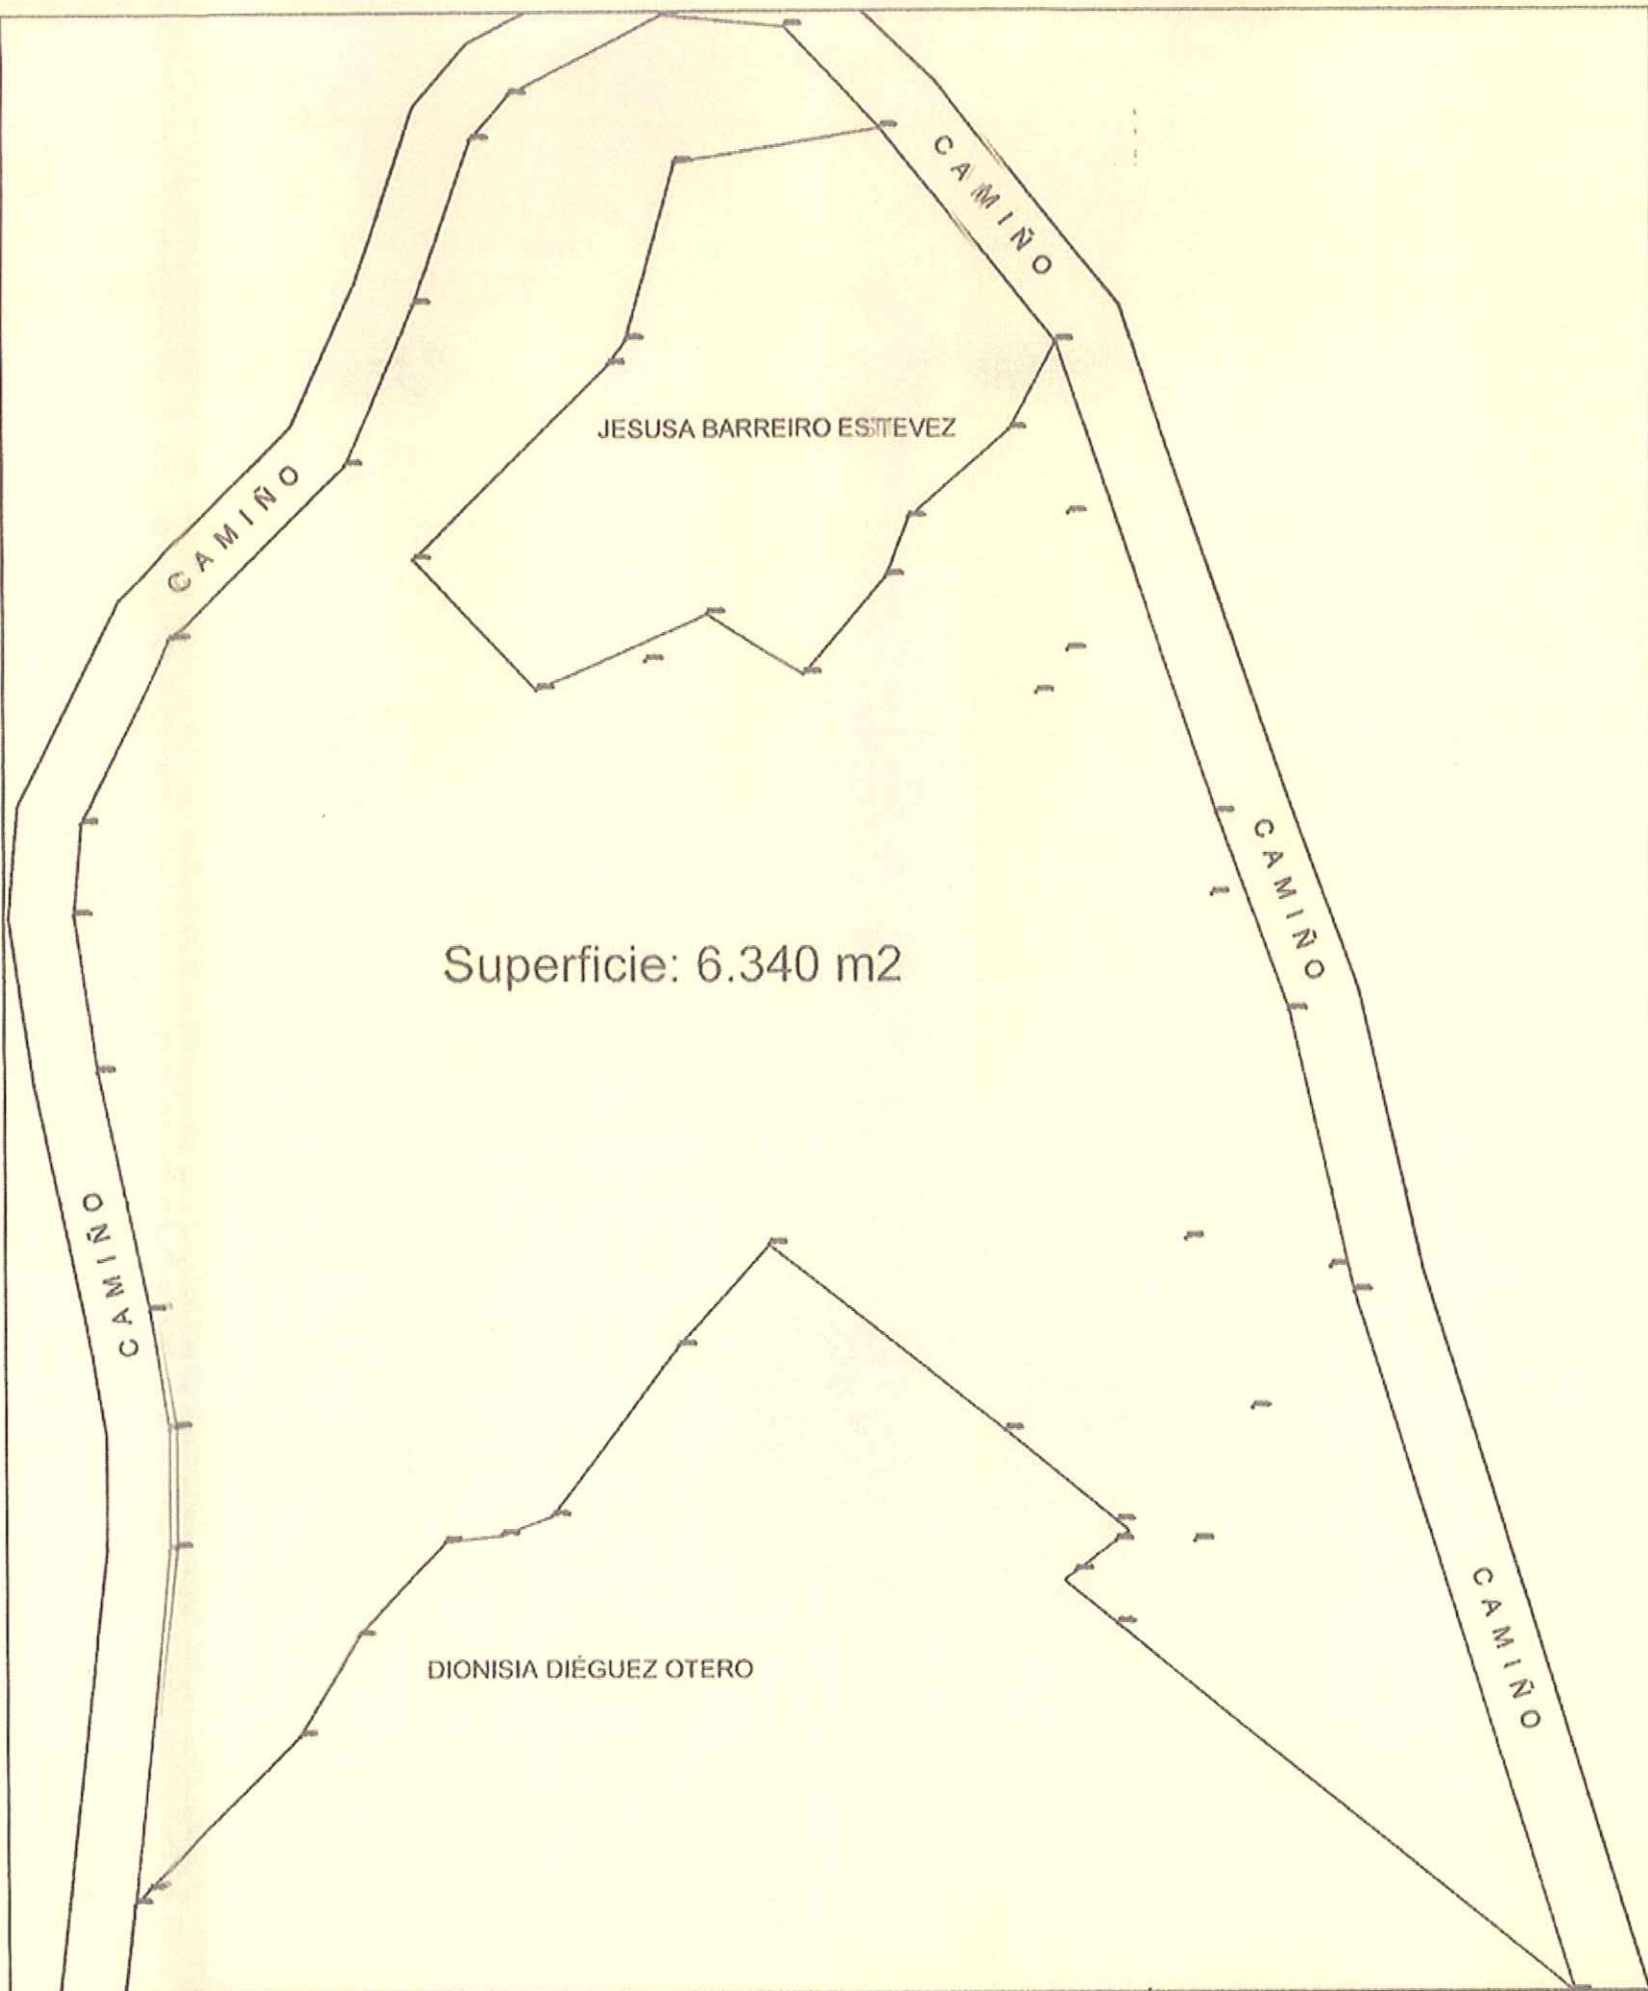 CAMIÑO
JESUSA BARREIRO ESTEVEZ
CAMIÑO
CAMIÑO
Superficie: 6.340 m2
CAMIÑO
CAMIÑO
DIONISIA DIÉGUEZ OTERO